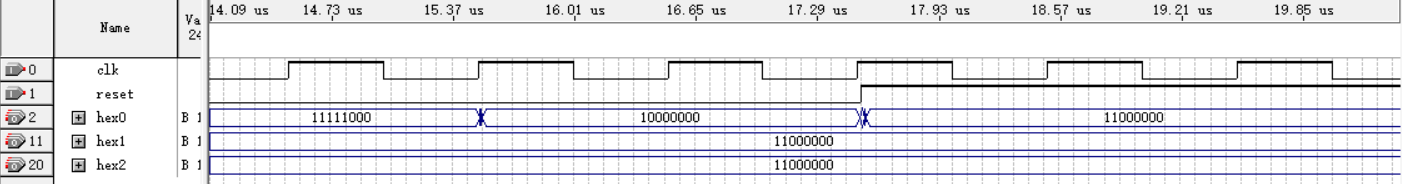 14.09 us 14.73 us 15.37 us 16.01 us 16.65 us 17.29 us 17.93 us 18.57 us 19.21 us 19.85 us
Name Va
24
0 clk
1 reset
2 hex0 B 1 11111000 10000000 11000000
11 hex1 B 1 11000000
20 hex2 B 1 11000000